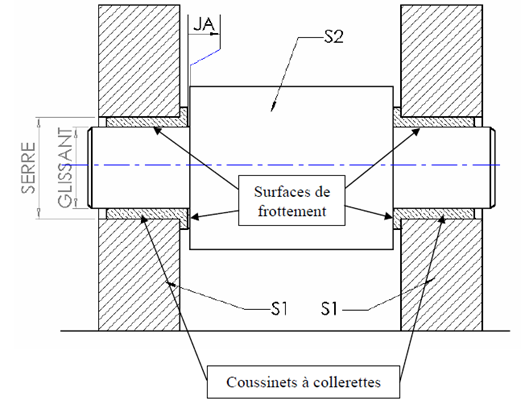 JA
S2
SERRE
GLISSANT
Surfaces de
frottement
S1
S1
Coussinets à collerettes